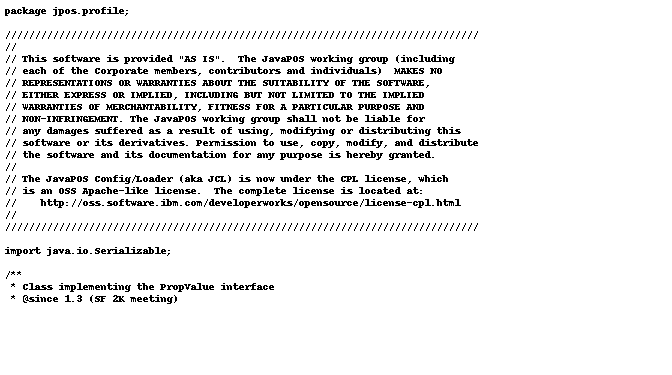 package jpos.profile;
///////////////////////////////////////////////////////////////////////////////
//
// This software is provided "AS IS".  The JavaPOS working group (including
// each of the Corporate members, contributors and individuals)  MAKES NO
// REPRESENTATIONS OR WARRANTIES ABOUT THE SUITABILITY OF THE SOFTWARE,
// EITHER EXPRESS OR IMPLIED, INCLUDING BUT NOT LIMITED TO THE IMPLIED
// WARRANTIES OF MERCHANTABILITY, FITNESS FOR A PARTICULAR PURPOSE AND
// NON-INFRINGEMENT. The JavaPOS working group shall not be liable for
// any damages suffered as a result of using, modifying or distributing this
// software or its derivatives. Permission to use, copy, modify, and distribute
// the software and its documentation for any purpose is hereby granted.
//
// The JavaPOS Config/Loader (aka JCL) is now under the CPL license, which
// is an OSS Apache-like license.  The complete license is located at:
//    http://oss.software.ibm.com/developerworks/opensource/license-cpl.html
//
///////////////////////////////////////////////////////////////////////////////
import java.io.Serializable;
/**
 * Class implementing the PropValue interface
 * @since 1.3 (SF 2K meeting)